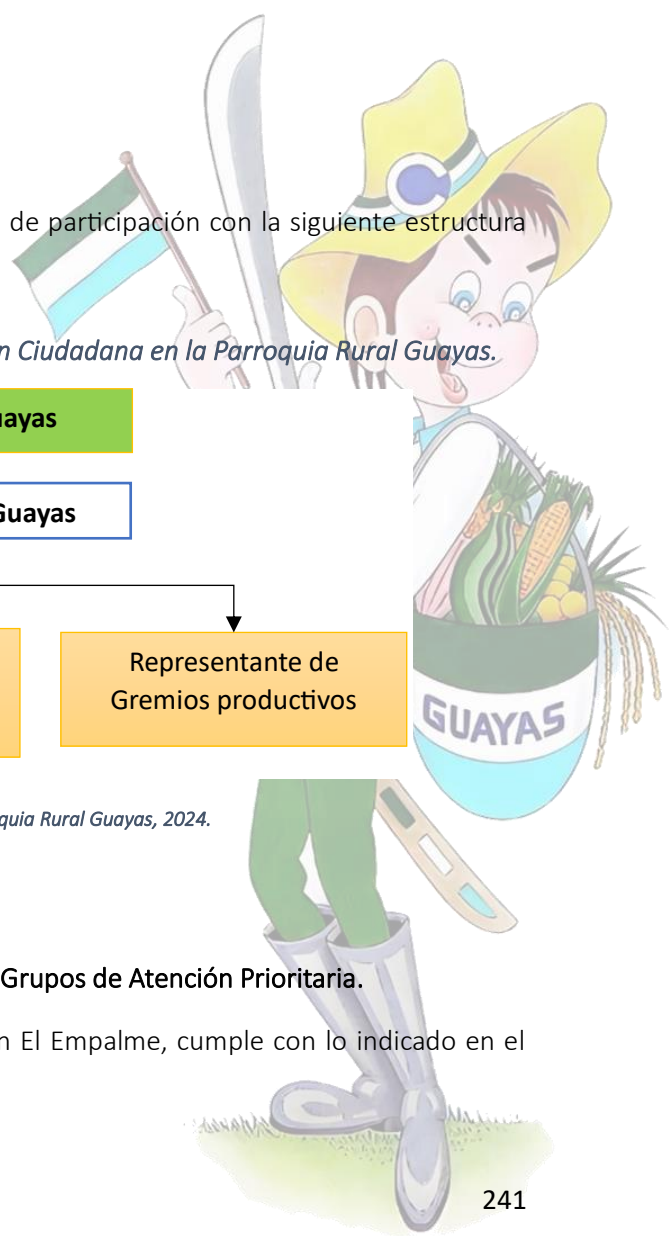 de participación con la siguiente estructura
n Ciudadana en la Parroquia Rural Guayas.
uayas
Guayas
Representante de
Gremios productivos
GUAYAS
quia Rural Guayas, 2024.
Grupos de Atención Prioritaria.
n El Empalme, cumple con lo indicado en el
241